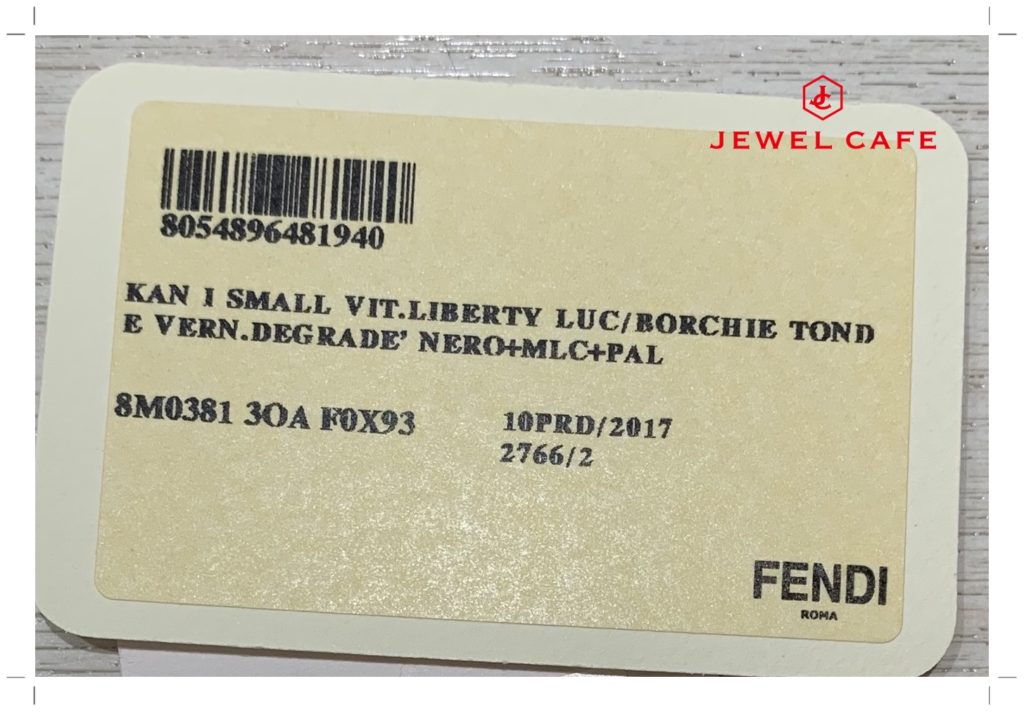 JC
JEWEL CAFE
8054896481940
KAN I SMALL VIT.LIBERTY LUC/BORCHIE TOND
E VERN.DEGRADE' NERO+MLC+PAL
8M0381 3OA F0X93 10PRD/2017
2766/2
FENDI
ROMA